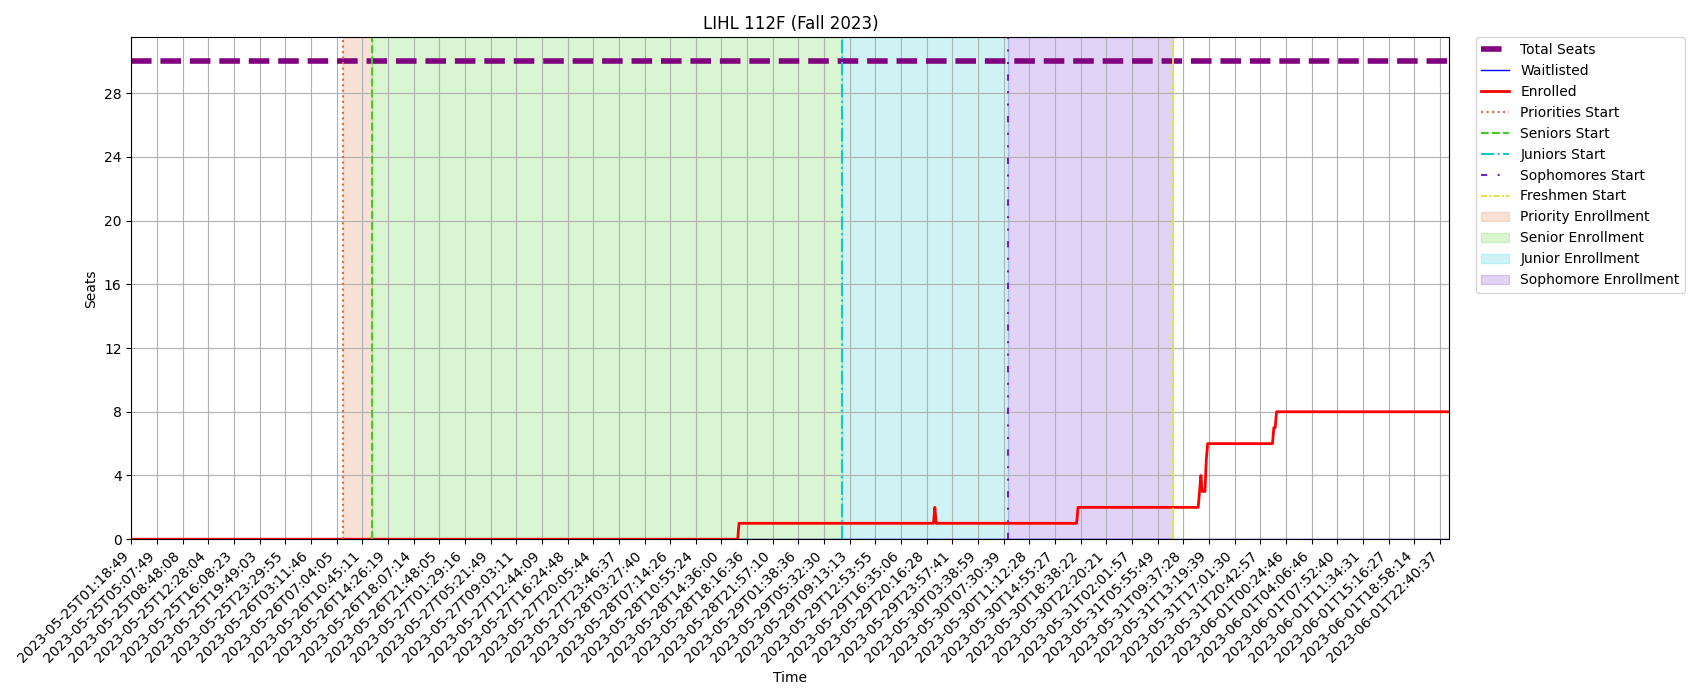 LIHL 112F (Fall 2023)
Seats
28
24
20
16
12
8
4
0
2023-05-25T01:18:49
2023-05-25T05:07:49
2023-05-25T08:48:08
2023-05-25T12:28:04
2023-05-25T16:08:23
2023-05-25T19:49:03
2023-05-25T23:29:55
2023-05-26T03:11:46
2023-05-26T07:04:05
2023-05-26T10:45:11
2023-05-26T14:26:19
2023-05-26T18:07:14
2023-05-26T21:48:05
2023-05-27T01:29:16
2023-05-27T05:21:49
2023-05-27T09:03:11
2023-05-27T12:44:09
2023-05-27T16:24:48
2023-05-27T20:05:44
2023-05-27T23:46:37
2023-05-28T03:27:40
2023-05-28T07:14:26
2023-05-28T10:55:24
2023-05-28T14:36:00
2023-05-28T18:16:36
2023-05-28T21:57:10
2023-05-29T01:38:36
2023-05-29T05:32:30
2023-05-29T09:13:13
2023-05-29T12:53:55
2023-05-29T16:35:06
2023-05-29T20:16:28
2023-05-29T23:57:41
2023-05-30T03:38:59
2023-05-30T07:30:39
2023-05-30T11:12:28
2023-05-30T14:55:27
2023-05-30T18:38:22
2023-05-30T22:20:21
2023-05-31T02:01:57
2023-05-31T05:55:49
2023-05-31T09:37:28
2023-05-31T13:19:39
2023-05-31T17:01:30
2023-05-31T20:42:57
2023-06-01T00:24:46
2023-06-01T04:06:46
2023-06-01T07:52:40
2023-06-01T11:34:31
2023-06-01T15:16:27
2023-06-01T18:58:14
2023-06-01T22:40:37
Time
Total Seats
Waitlisted
Enrolled
Priorities Start
Seniors Start
Juniors Start
Sophomores Start
Freshmen Start
Priority Enrollment
Senior Enrollment
Junior Enrollment
Sophomore Enrollment